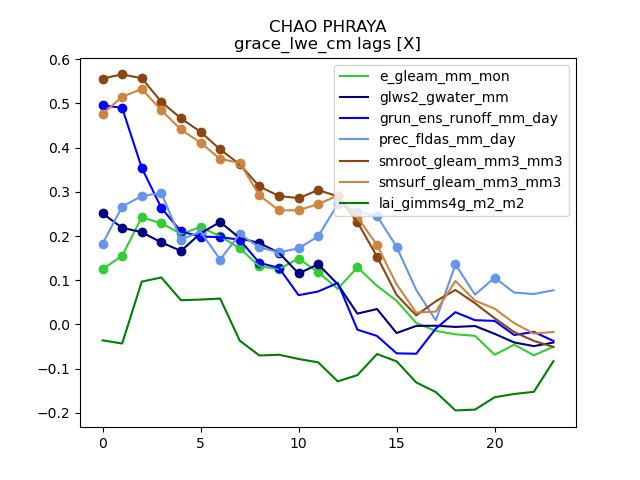 CHAO PHRAYA
grace_lwe_cm lags [X]
e_gleam_mm_mon
glws2_gwater_mm
grun_ens_runoff_mm_day
prec_fldas_mm_day
smroot_gleam_mm3_mm3
smsurf_gleam_mm3_mm3
lai_gimms4g_m2_m2
0.6
0.5
0.4
0.3
0.2
0.1
0.0
−0.1
−0.2
0 5 10 15 20